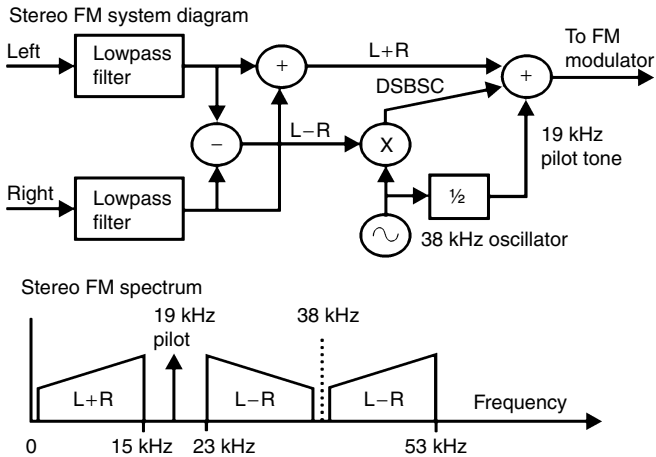 Stereo FM system diagram
Left
Lowpass
filter
+
L+R
+
To FM
modulator
DSBSC
−
L−R
X
19 kHz
pilot tone
Right
Lowpass
filter
½
38 kHz oscillator
Stereo FM spectrum
19 kHz
pilot
38 kHz
L+R
L−R
L−R
Frequency
0
15 kHz
23 kHz
53 kHz